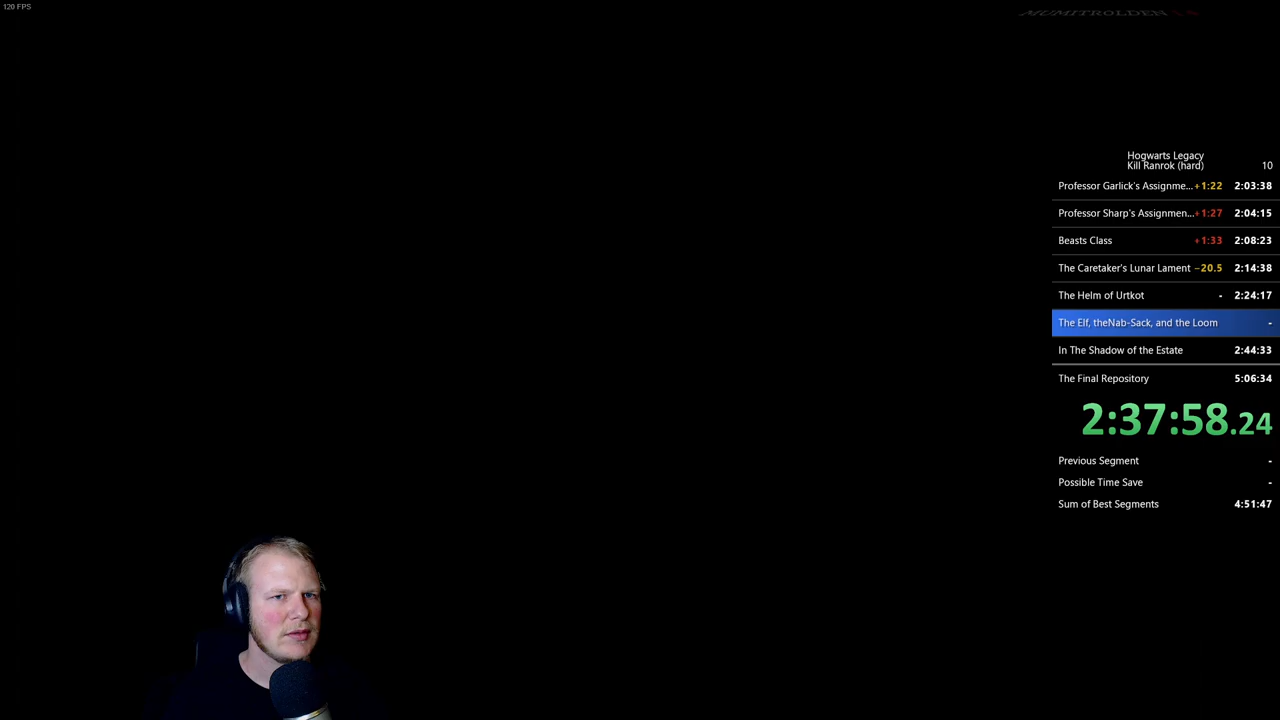 120 FPS
MUMITROLDEN
Hogwarts Legacy
Kill Ranrok (hard) 10
Professor Garlick's Assignme... +1:22 2:03:38
Professor Sharp's Assignmen... +1:27 2:04:15
Beasts Class +1:33 2:08:23
The Caretaker's Lunar Lament −20.5 2:14:38
The Helm of Urtkot - 2:24:17
The Elf, theNab-Sack, and the Loom -
In The Shadow of the Estate 2:44:33
The Final Repository 5:06:34
2:37:58.24
Previous Segment -
Possible Time Save -
Sum of Best Segments 4:51:47